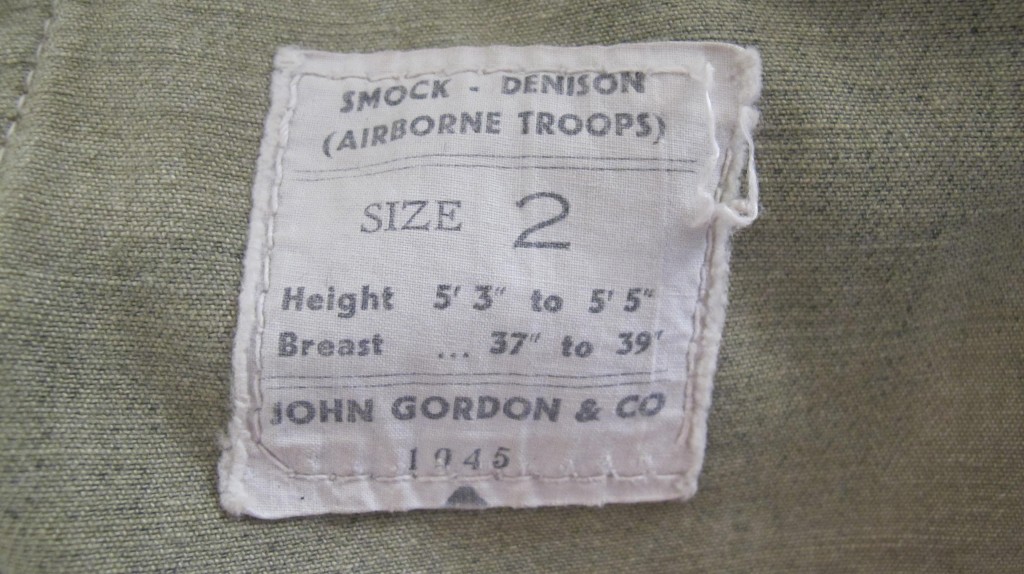 SMOCK - DENISON
(AIRBORNE TROOPS)
SIZE 2
Height 5' 3" to 5' 5"
Breast ... 37" to 39'
JOHN GORDON & CO
1945